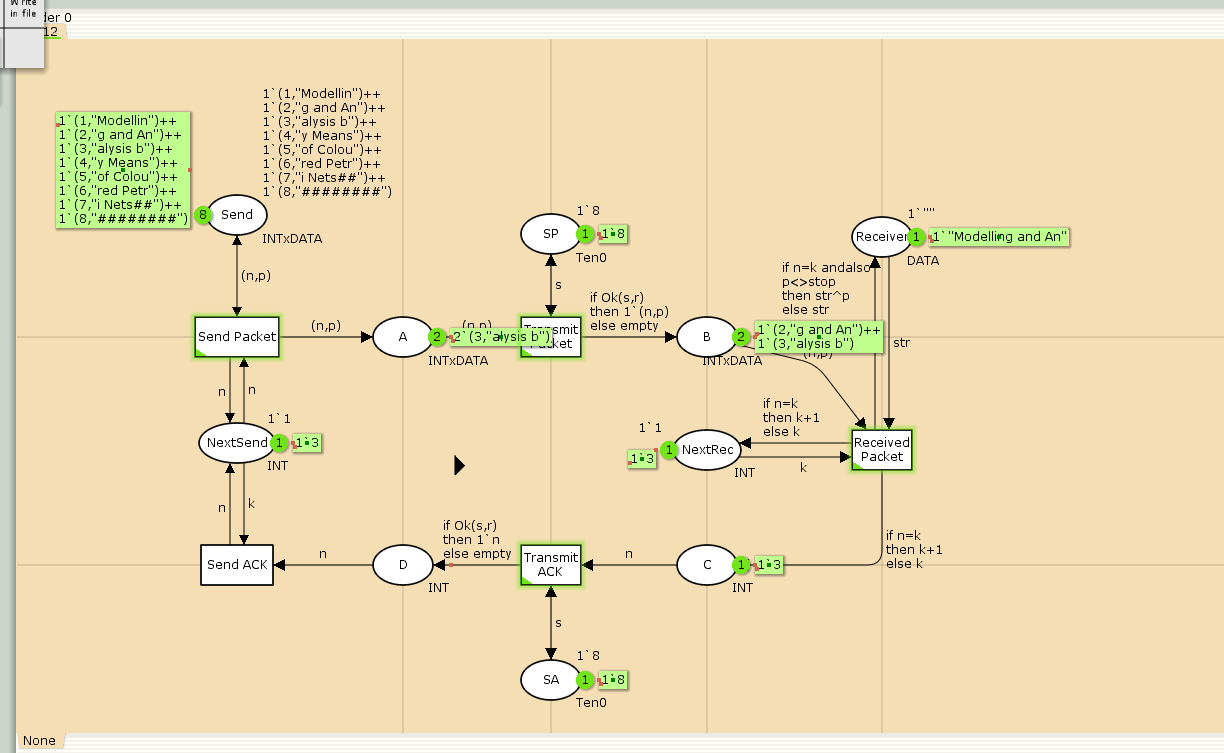 Write
in file
der 0
12
1`(1,"Modellin")++
1`(2,"g and An")++
1`(3,"alysis b")++
1`(4,"y Means")++
1`(5,"of Colou")++
1`(6,"red Petr")++
1`(7,"i Nets##")++
1`(8,"########")
1`(1,"Modellin")++
1`(2,"g and An")++
1`(3,"alysis b")++
1`(4,"y Means")++
1`(5,"of Colou")++
1`(6,"red Petr")++
1`(7,"i Nets##")++
1`(8,"########")
8
Send
INTxDATA
(n,p)
1`8
SP
1
1`8
Ten0
s
1`""
Receiver
1
1`"Modelling and An"
DATA
if n=k andalso
p<>stop
then str^p
else str
str
Send Packet
(n,p)
A
2
2`(3,"alysis b")
(n,p)
INTxDATA
Transmit
Packet
if Ok(s,r)
then 1`(n,p)
else empty
B
2
1`(2,"g and An")++
1`(3,"alysis b")
INTxDATA
(n,p)
n
n
1`1
NextSend
1
1`3
INT
if n=k
then k+1
else k
1`1
1`3
1
NextRec
INT
k
Received
Packet
n
k
Send ACK
n
D
INT
if Ok(s,r)
then 1`n
else empty
Transmit
ACK
n
C
1
1`3
INT
if n=k
then k+1
else k
s
1`8
SA
1
1`8
Ten0
None